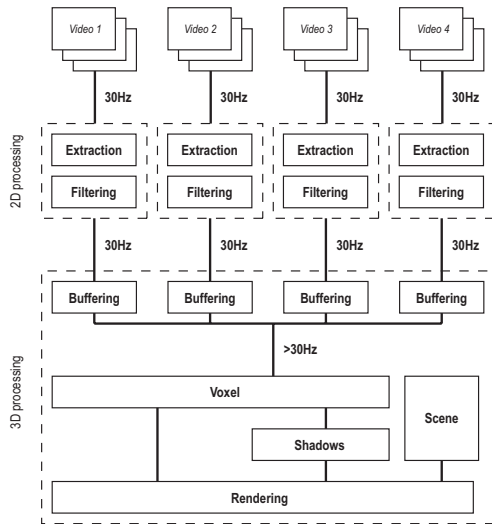 Video 1
Video 2
Video 3
Video 4
30Hz
30Hz
30Hz
30Hz
2D processing
Extraction
Extraction
Extraction
Extraction
Filtering
Filtering
Filtering
Filtering
30Hz
30Hz
30Hz
30Hz
3D processing
Buffering
Buffering
Buffering
Buffering
>30Hz
Voxel
Scene
Shadows
Rendering